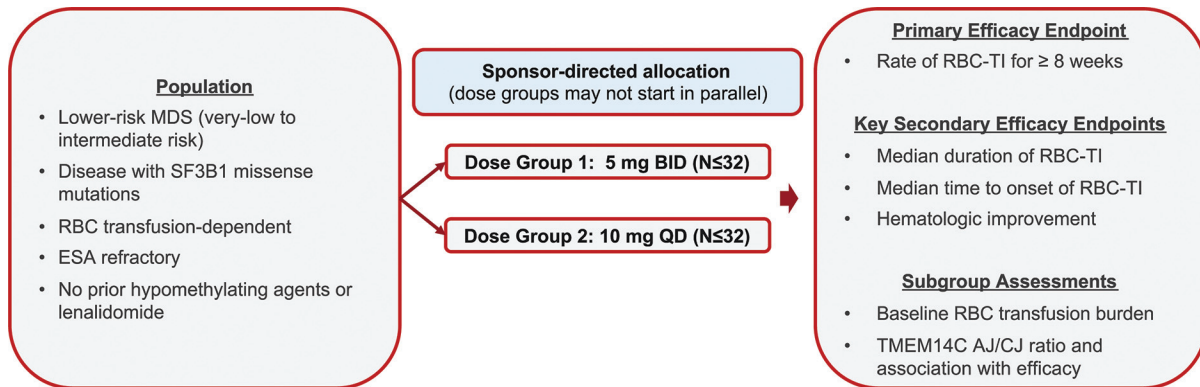 Population
• Lower-risk MDS (very-low to
intermediate risk)
• Disease with SF3B1 missense
mutations
• RBC transfusion-dependent
• ESA refractory
• No prior hypomethylating agents or
lenalidomide
Sponsor-directed allocation
(dose groups may not start in parallel)
Dose Group 1: 5 mg BID (N≤32)
Dose Group 2: 10 mg QD (N≤32)
Primary Efficacy Endpoint
• Rate of RBC-TI for ≥ 8 weeks
Key Secondary Efficacy Endpoints
• Median duration of RBC-TI
• Median time to onset of RBC-TI
• Hematologic improvement
Subgroup Assessments
• Baseline RBC transfusion burden
• TMEM14C AJ/CJ ratio and
association with efficacy